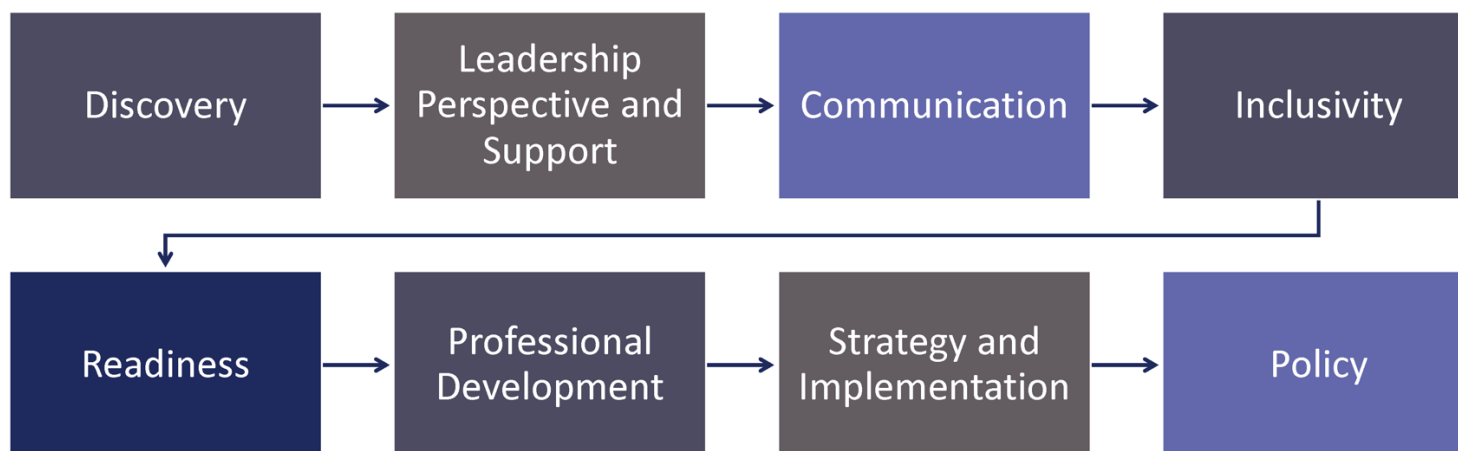 Discovery
Leadership
Perspective and
Support
Communication
Inclusivity
Readiness
Professional
Development
Strategy and
Implementation
Policy